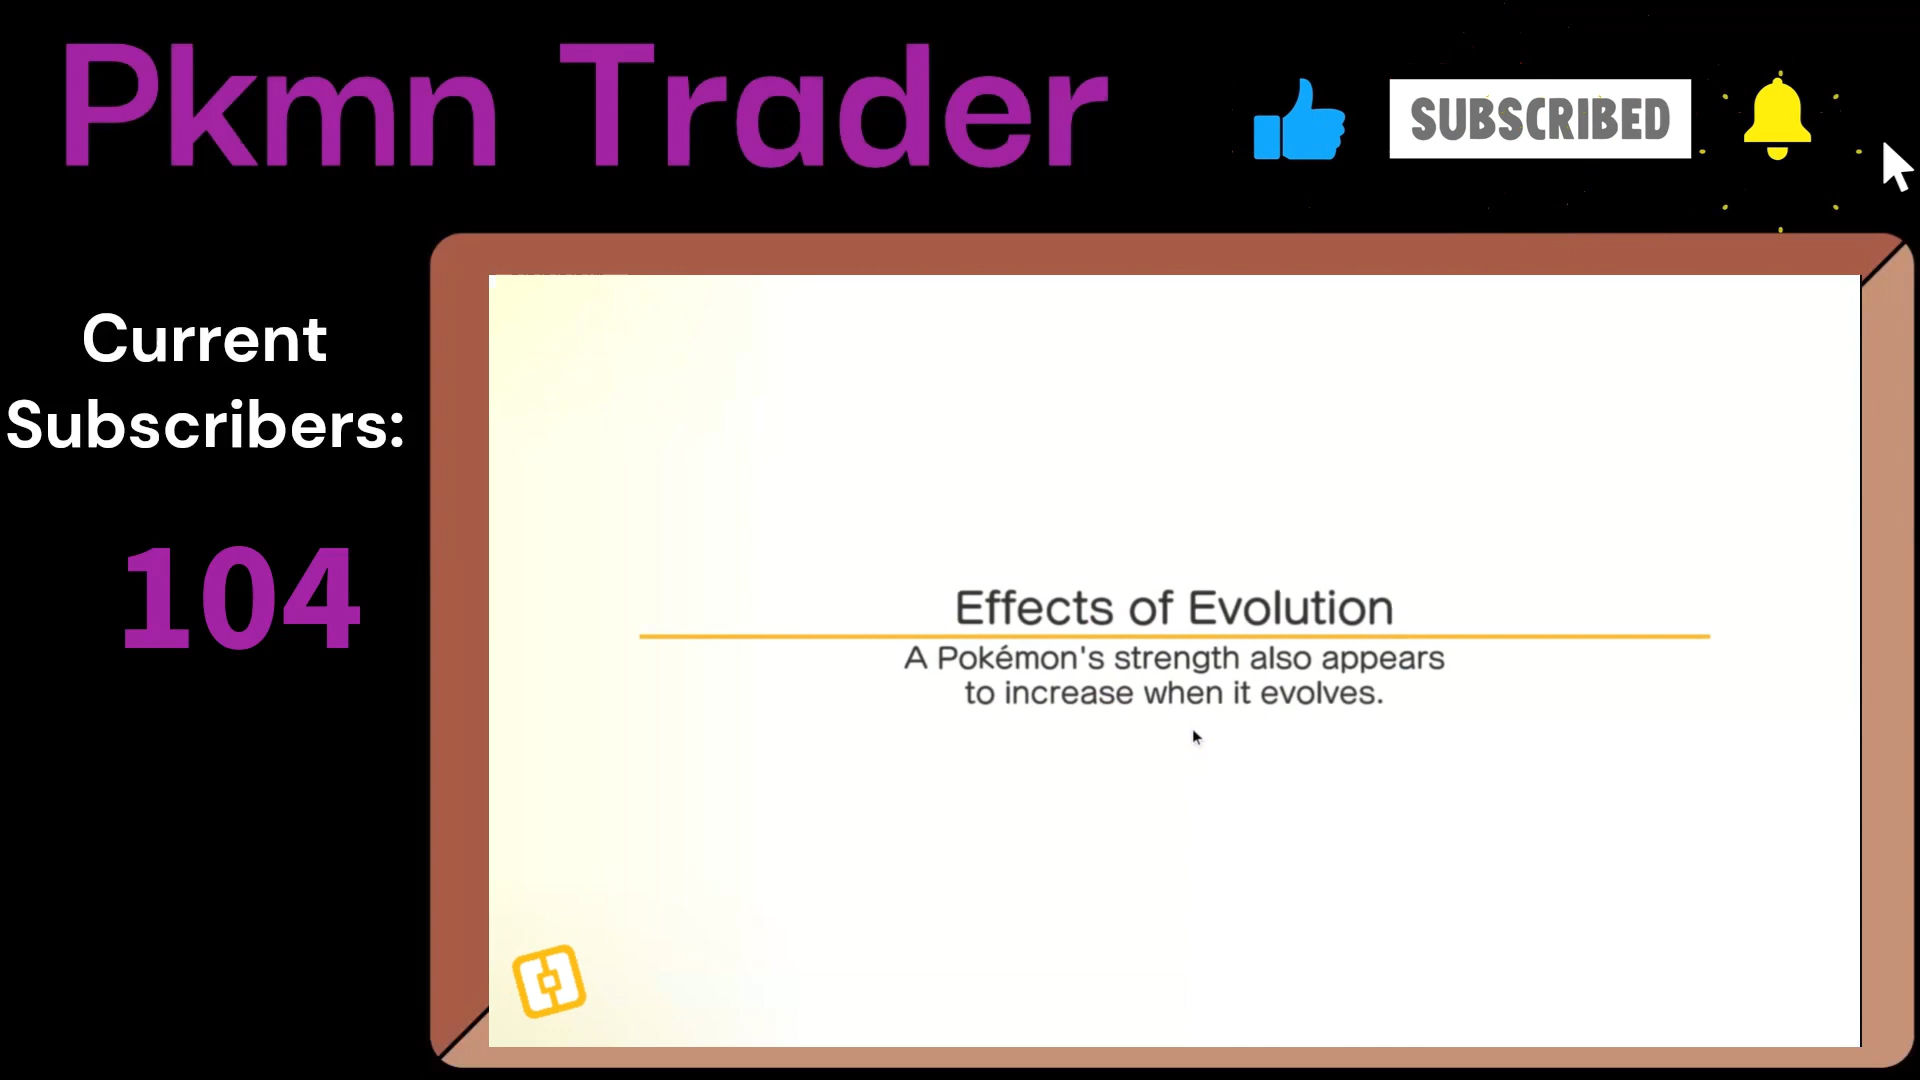 Pkmn Trader
SUBSCRIBED
Current
Subscribers:
104
Effects of Evolution
A Pokémon's strength also appears
to increase when it evolves.